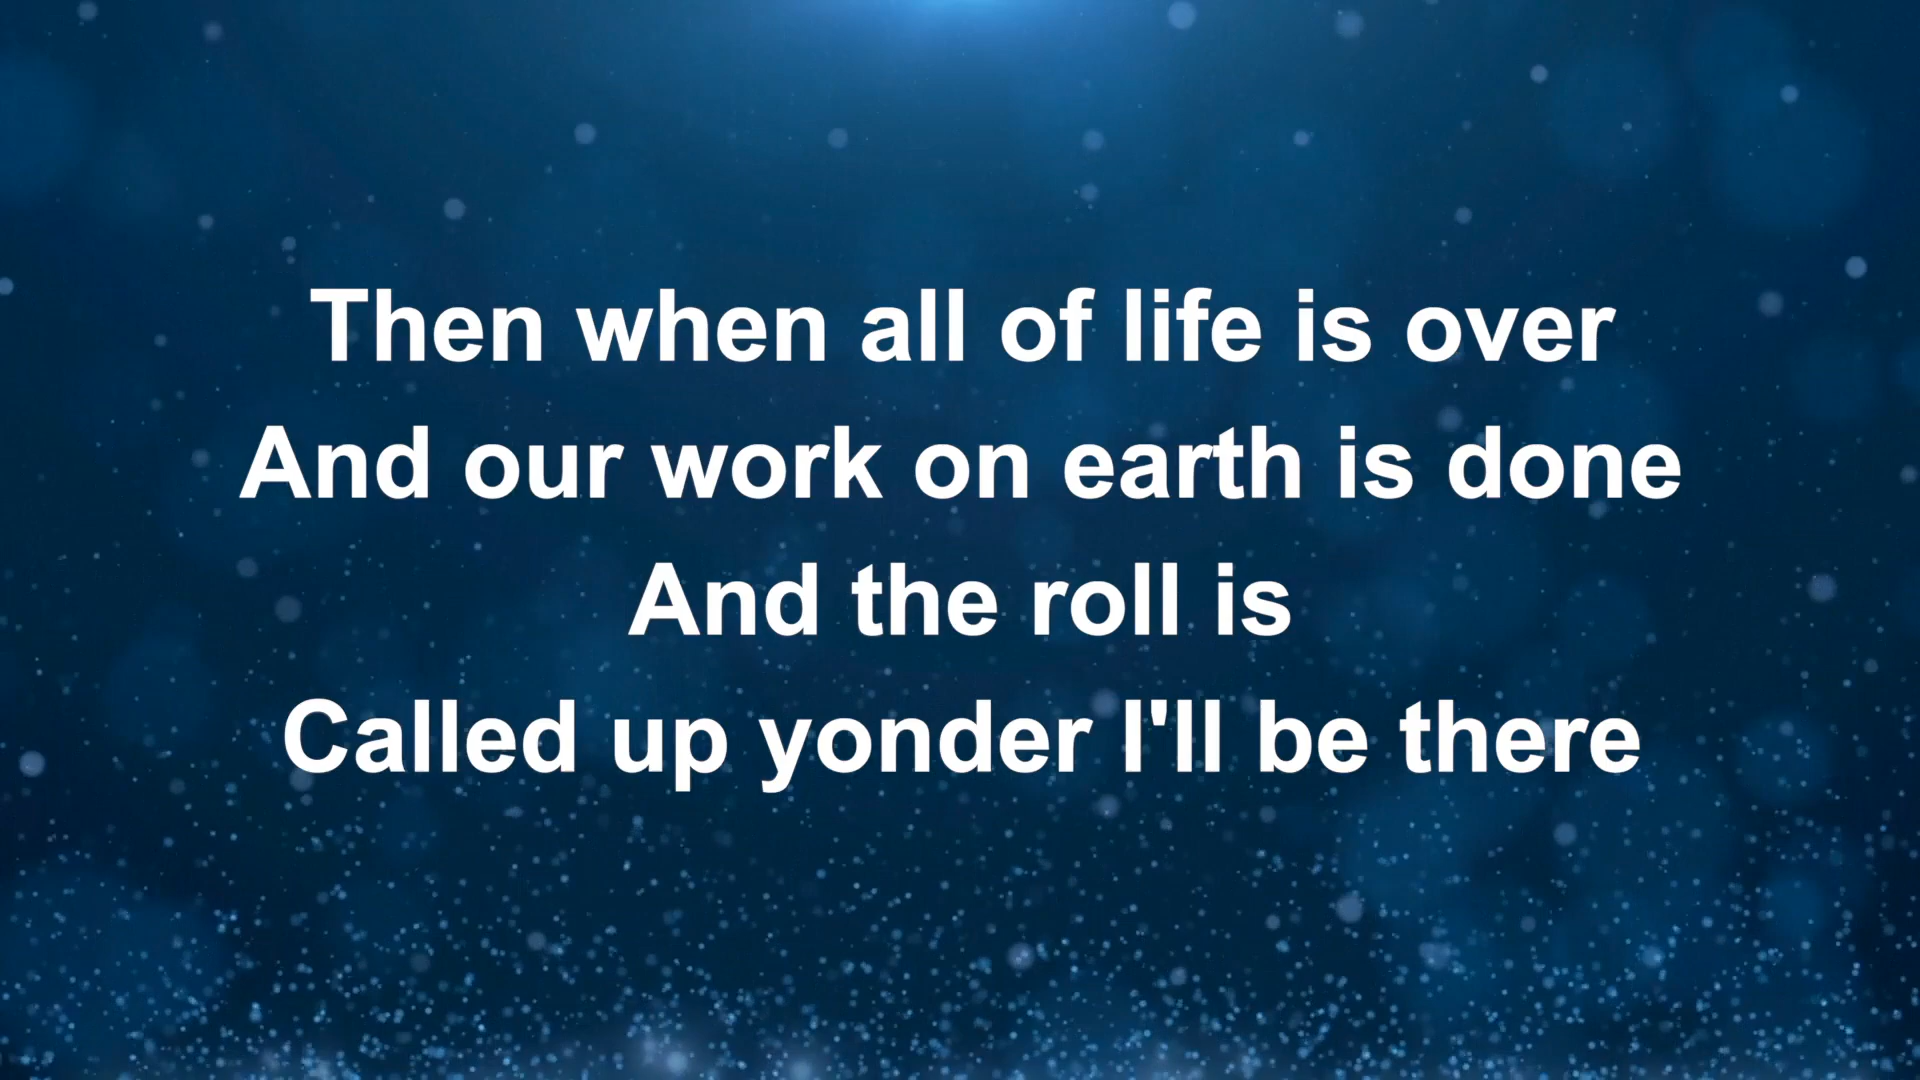 Then when all of life is over
And our work on earth is done
And the roll is
Called up yonder I'll be there